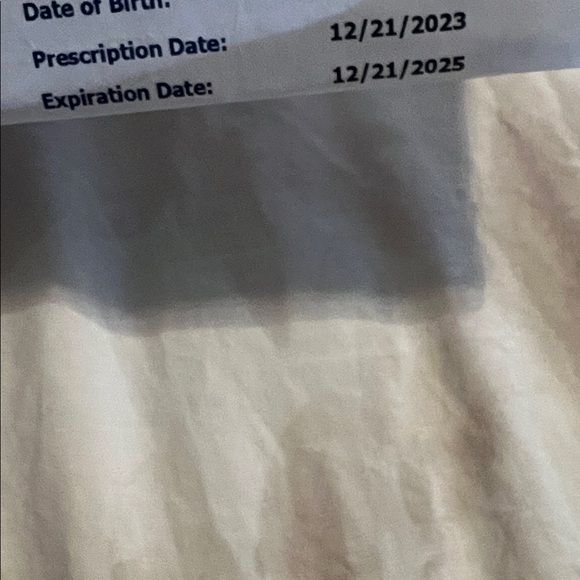 Date of Birth:
Prescription Date: 12/21/2023
Expiration Date: 12/21/2025